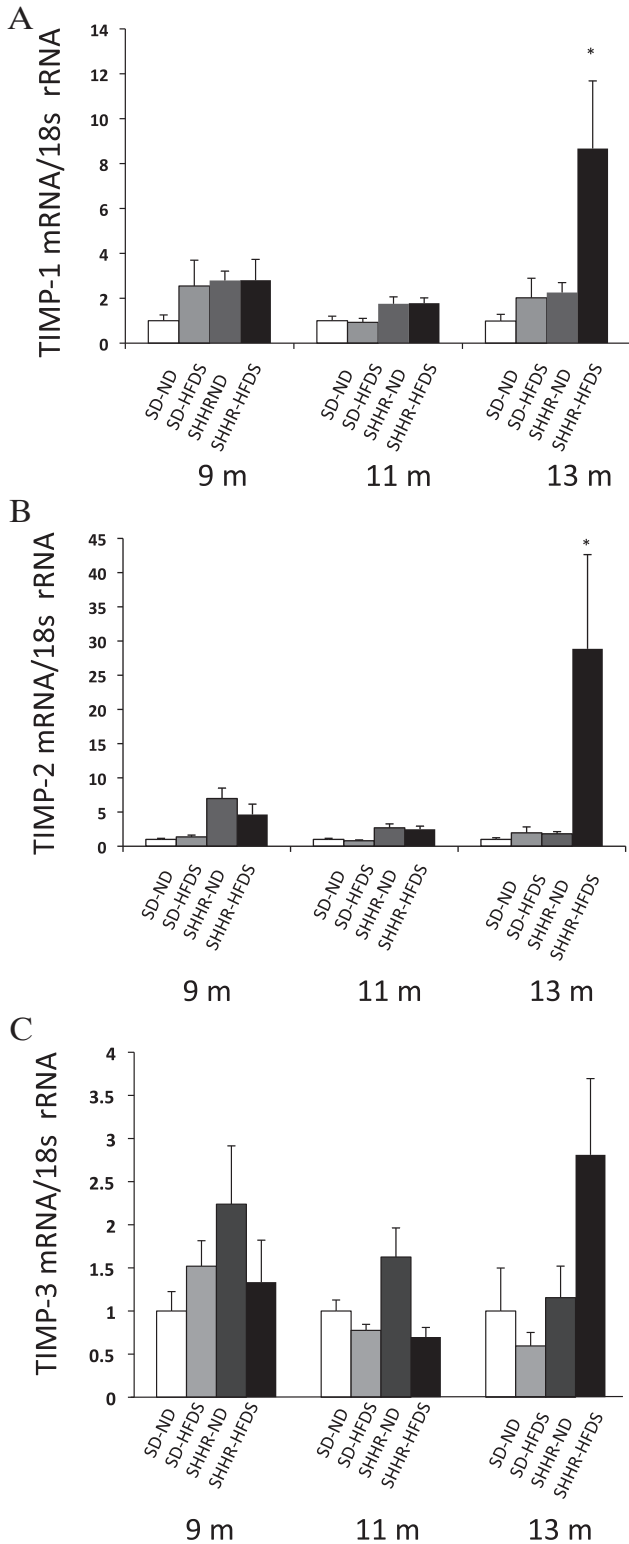 A
TIMP-1 mRNA/18s rRNA
14
12
10
8
6
4
2
0
*
SD-ND
SD-HFDS
SHHRND
SHHR-HFDS
SD-ND
SD-HFDS
SHHR-ND
SHHR-HFDS
SD-ND
SD-HFDS
SHHR-ND
SHHR-HFDS
9 m
11 m
13 m
B
TIMP-2 mRNA/18s rRNA
45
40
35
30
25
20
15
10
5
0
*
SD-ND
SD-HFDS
SHHR-ND
SHHR-HFDS
SD-ND
SD-HFDS
SHHR-ND
SHHR-HFDS
SD-ND
SD-HFDS
SHHR-ND
SHHR-HFDS
9 m
11 m
13 m
C
TIMP-3 mRNA/18s rRNA
4
3.5
3
2.5
2
1.5
1
0.5
0
SD-ND
SD-HFDS
SHHR-ND
SHHR-HFDS
SD-ND
SD-HFDS
SHHR-ND
SHHR-HFDS
SD-ND
SD-HFDS
SHHR-ND
SHHR-HFDS
9 m
11 m
13 m